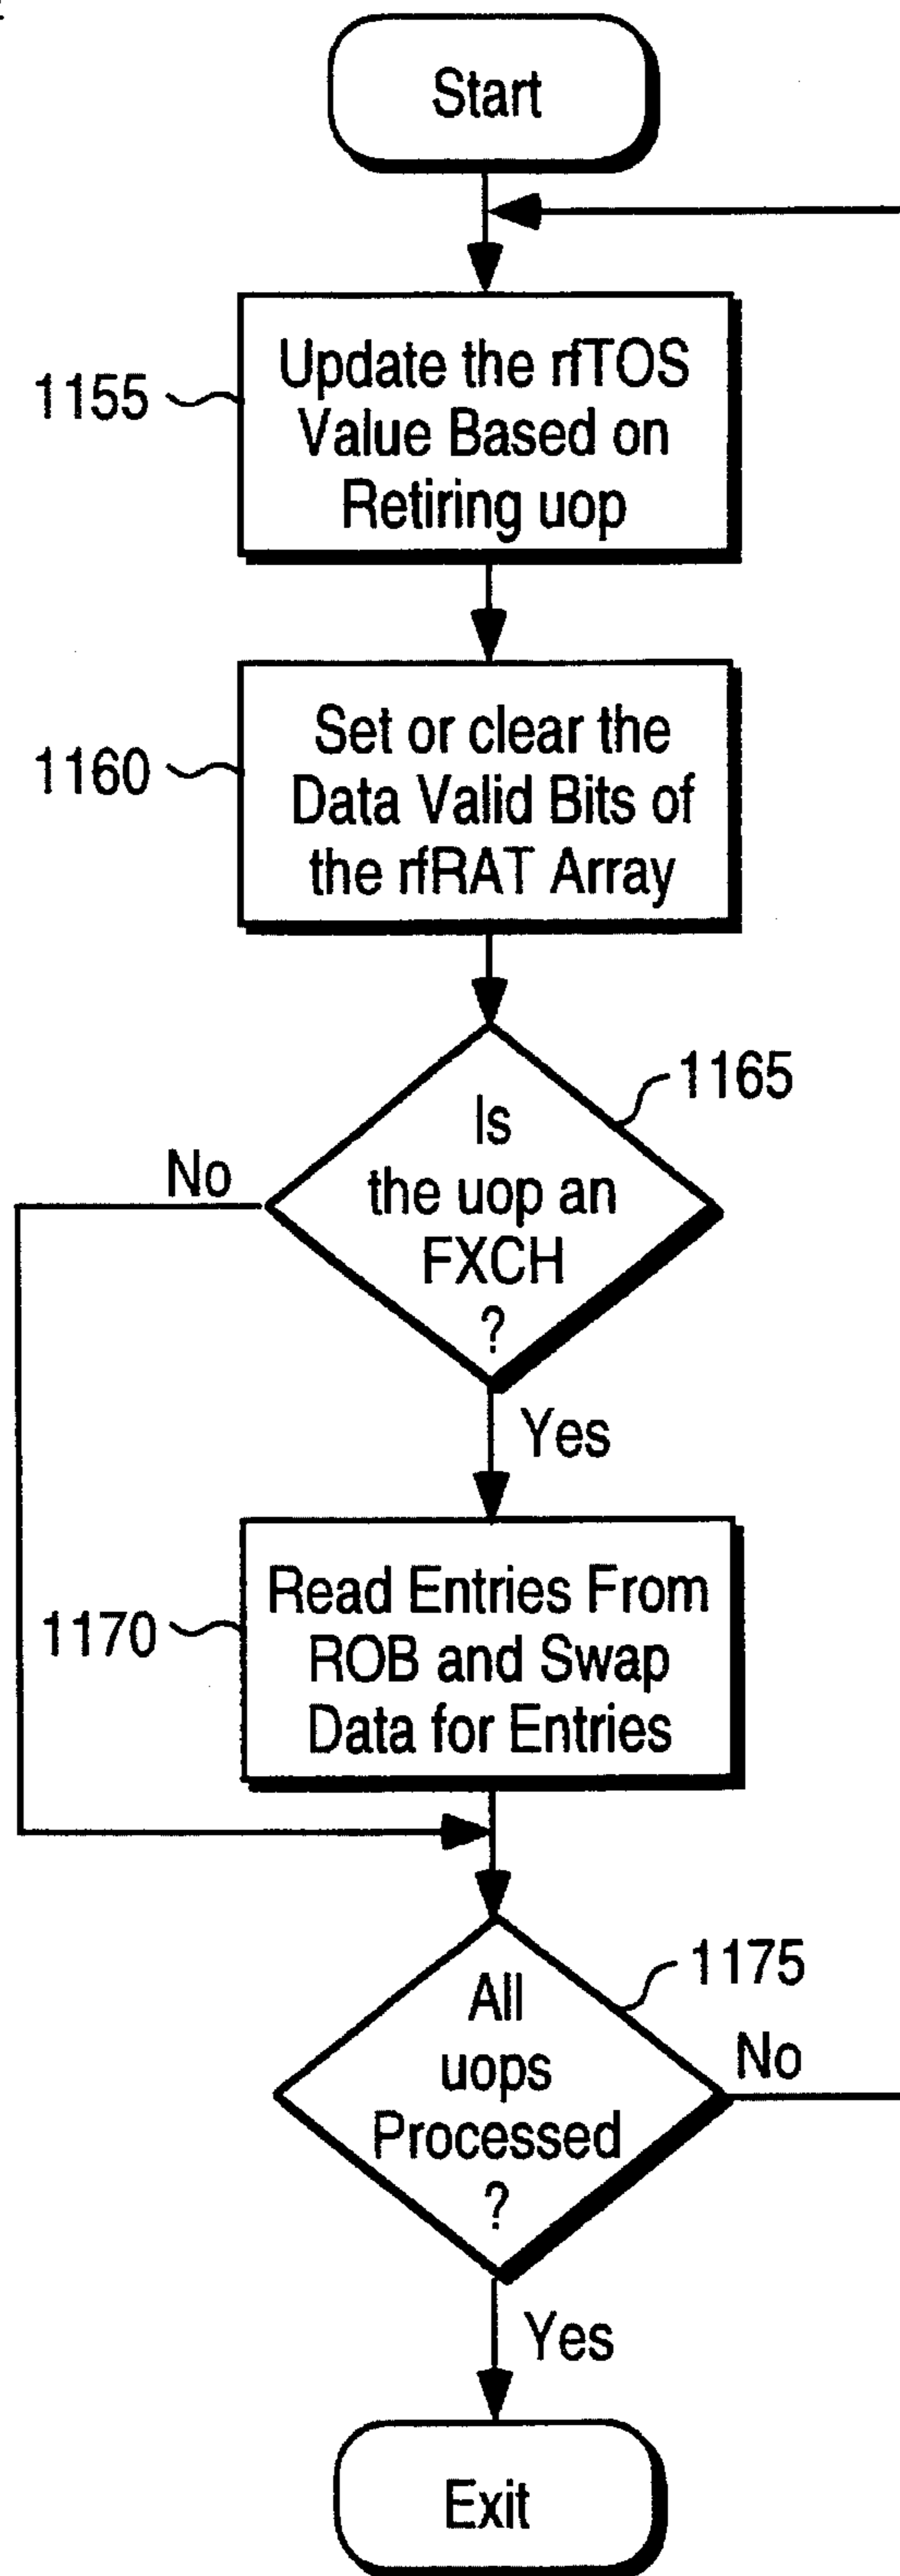 Start
1155
Update the rfTOS
Value Based on
Retiring uop
1160
Set or clear the
Data Valid Bits of
the rfRAT Array
1165
Is
the uop an
FXCH
?
No
Yes
1170
Read Entries From
ROB and Swap
Data for Entries
1175
All
uops
Processed
?
No
Yes
Exit